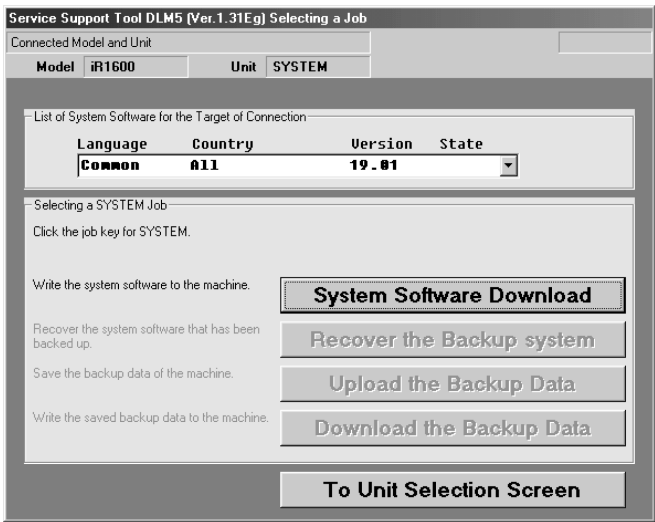 Service Support Tool DLM5 (Ver.1.31Eg) Selecting a Job
Connected Model and Unit
Model iR1600 Unit SYSTEM
List of System Software for the Target of Connection
Language Country Version State
Common All 19.01
Selecting a SYSTEM Job
Click the job key for SYSTEM.
Write the system software to the machine. System Software Download
Recover the system software that has been
backed up. Recover the Backup system
Save the backup data of the machine. Upload the Backup Data
Write the saved backup data to the machine. Download the Backup Data
To Unit Selection Screen